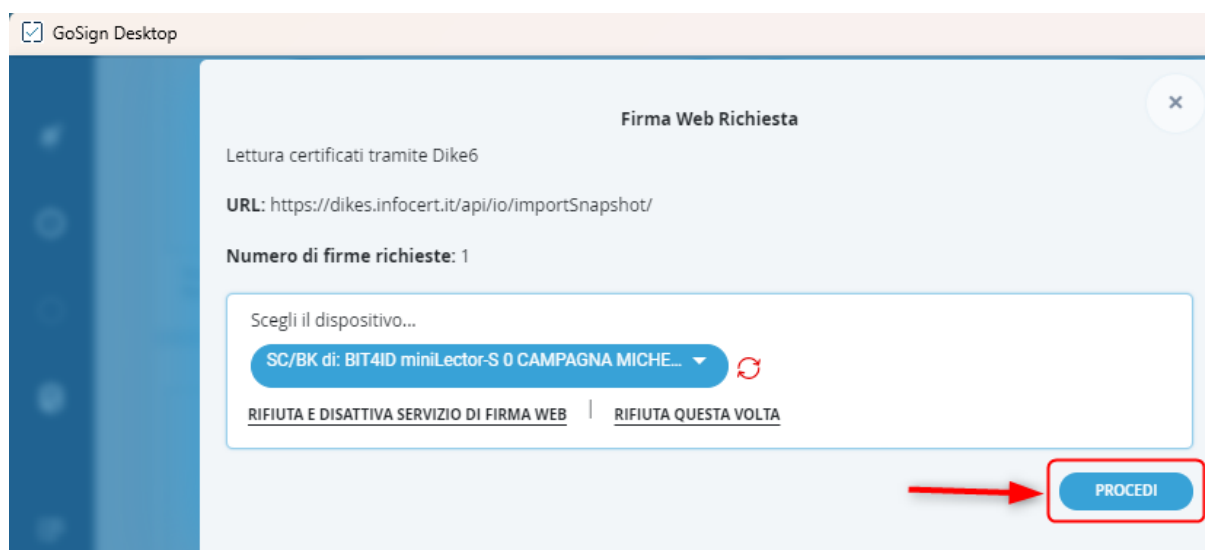 GoSign Desktop
Firma Web Richiesta
Lettura certificati tramite Dike6
URL: https://dikes.infocert.it/api/io/importSnapshot/
Numero di firme richieste: 1
Scegli il dispositivo...
SC/BK di: BIT4ID miniLector-S 0 CAMPAGNA MICHE...
RIFIUTA E DISATTIVA SERVIZIO DI FIRMA WEB | RIFIUTA QUESTA VOLTA
PROCEDI